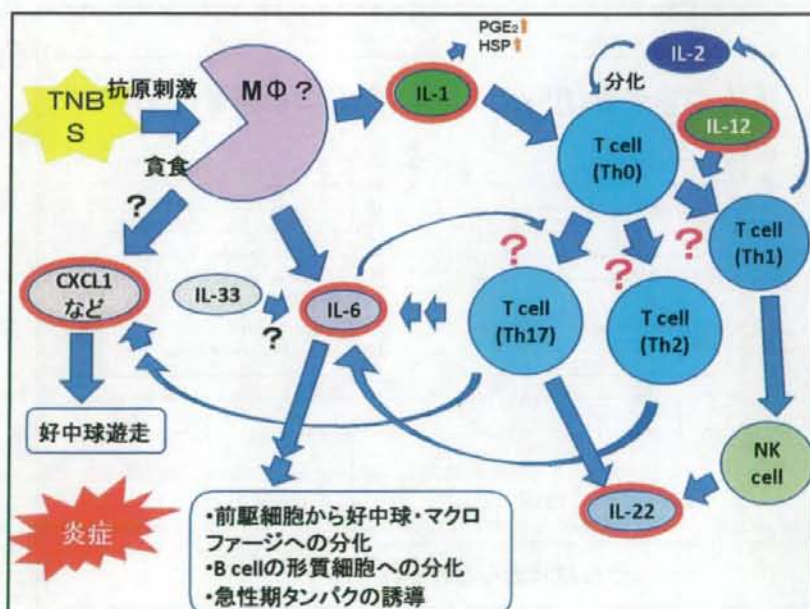 PGE₂⬆
HSP⬆
IL-2
TNB
S
抗原刺激
MΦ?
IL-1
分化
IL-12
T cell
(Th0)
貪食
?
T cell
(Th1)
?
?
?
CXCL1
など
IL-33
IL-6
?
T cell
(Th17)
T cell
(Th2)
好中球遊走
NK
cell
IL-22
炎症
・前駆細胞から好中球・マクロ
ファージへの分化
・B cellの形質細胞への分化
・急性期タンパクの誘導